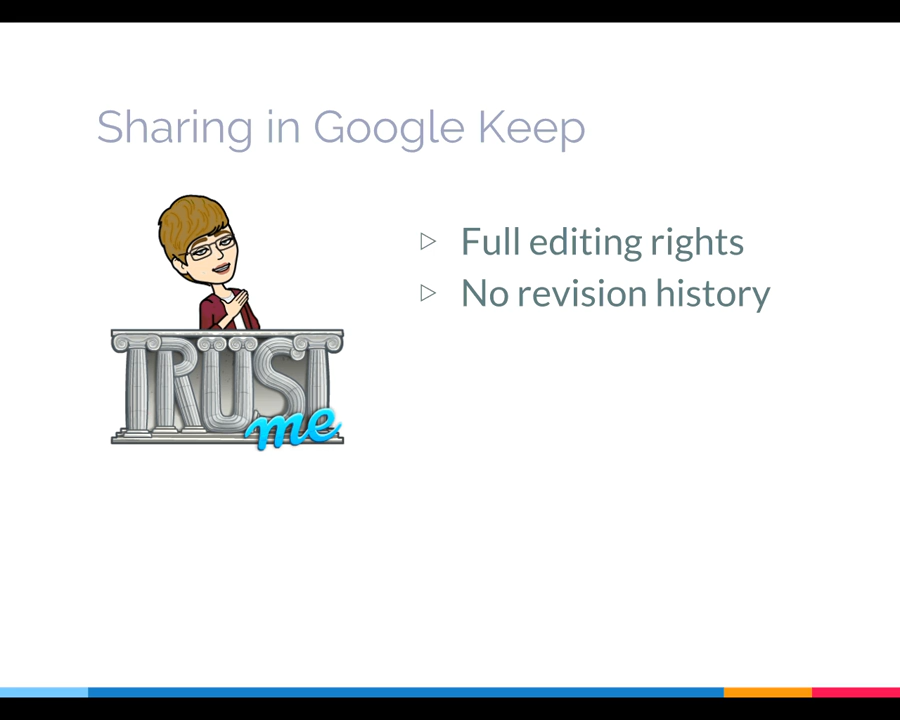 Sharing in Google Keep
Full editing rights
No revision history
TRUST
me